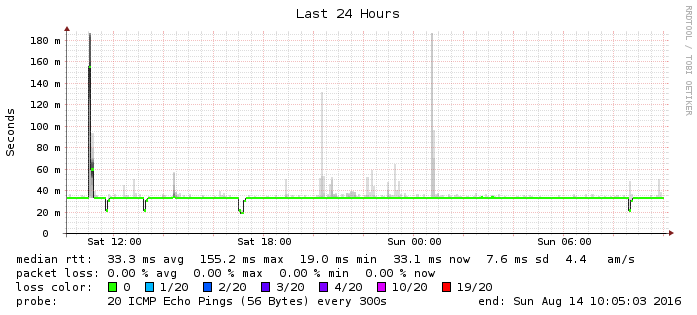 Last 24 Hours
RRDTOOL / TOBI OETIKER
Seconds
180 m
160 m
140 m
120 m
100 m
80 m
60 m
40 m
20 m
0
Sat 12:00 Sat 18:00 Sun 00:00 Sun 06:00
median rtt: 33.3 ms avg 155.2 ms max 19.0 ms min 33.1 ms now 7.6 ms sd 4.4 am/s
packet loss: 0.00 % avg 0.00 % max 0.00 % min 0.00 % now
loss color: 0 1/20 2/20 3/20 4/20 10/20 19/20
probe: 20 ICMP Echo Pings (56 Bytes) every 300s end: Sun Aug 14 10:05:03 2016